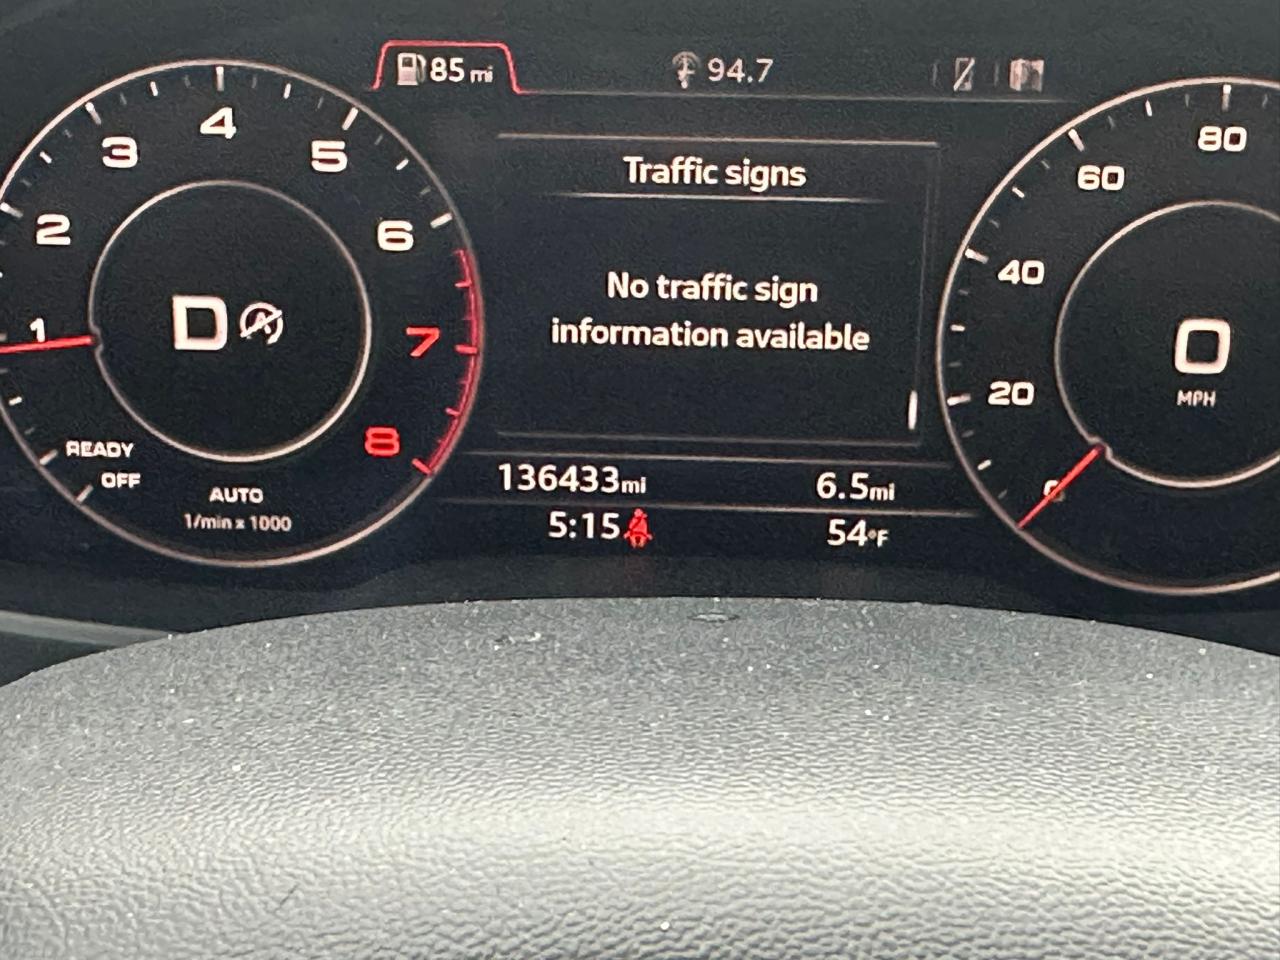 85 mi
94.7
Traffic signs
No traffic sign
information available
136433mi
6.5mi
5:15
54°F
1
2
3
4
5
6
7
8
D
A
READY
OFF
AUTO
1/min x 1000
20
40
60
80
0
MPH